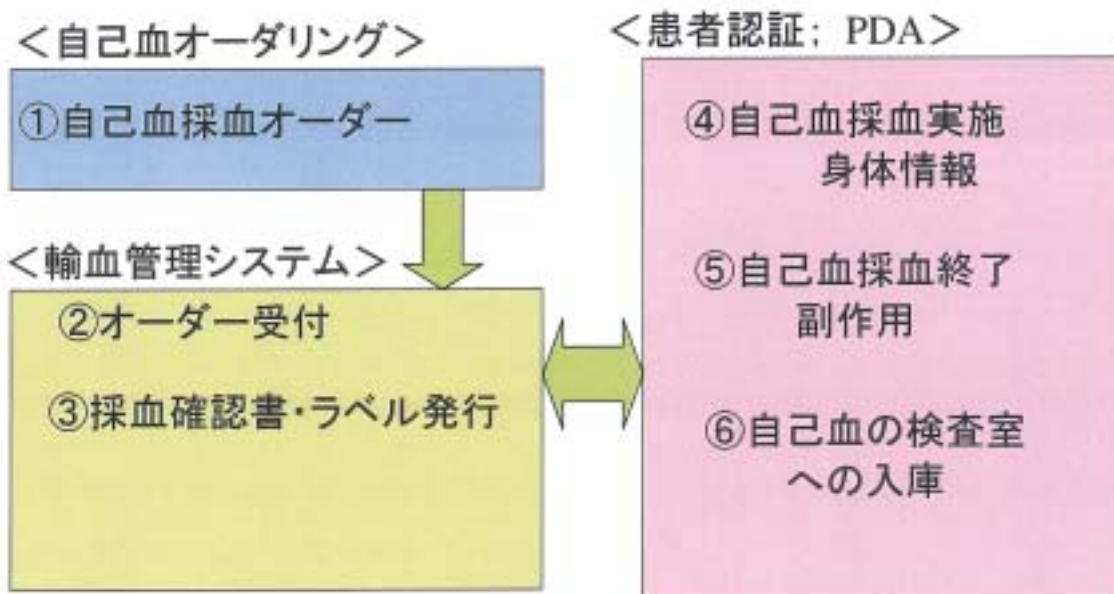 ＜自己血オーダリング＞
①自己血採血オーダー
＜輸血管理システム＞
②オーダー受付
③採血確認書・ラベル発行
＜患者認証; PDA＞
④自己血採血実施
身体情報
⑤自己血採血終了
副作用
⑥自己血の検査室
への入庫